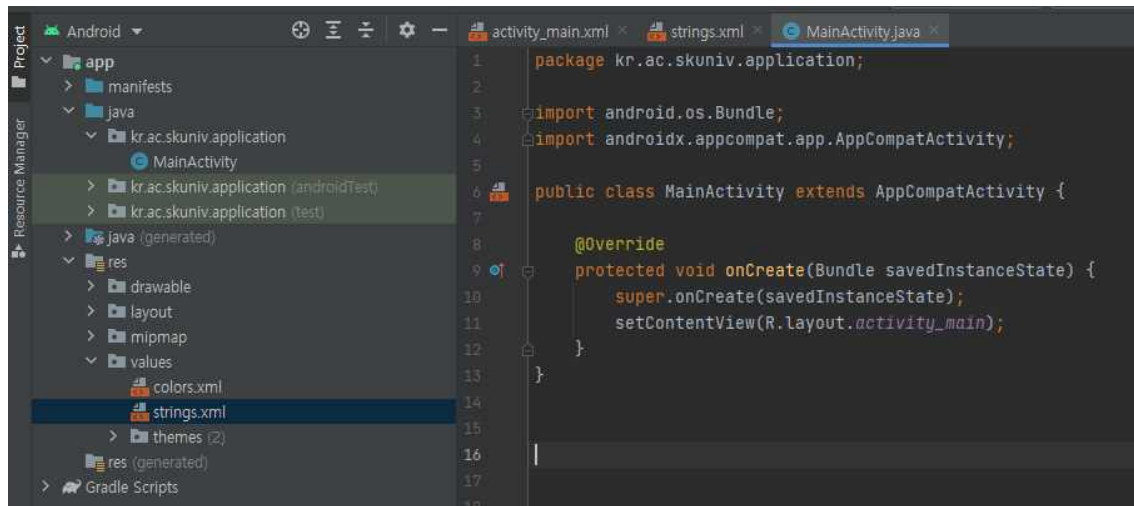 Project
Resource Manager
Android
app
manifests
java
kr.ac.skuniv.application
MainActivity
kr.ac.skuniv.application (androidTest)
kr.ac.skuniv.application (test)
java (generated)
res
drawable
layout
mipmap
values
colors.xml
strings.xml
themes (2)
res (generated)
Gradle Scripts
activity_main.xml strings.xml MainActivity.java
1 package kr.ac.skuniv.application;
2
3 import android.os.Bundle;
4 import androidx.appcompat.app.AppCompatActivity;
5
6 public class MainActivity extends AppCompatActivity {
7
8 @Override
9 protected void onCreate(Bundle savedInstanceState) {
10 super.onCreate(savedInstanceState);
11 setContentView(R.layout.activity_main);
12 }
13 }
14
15
16
17